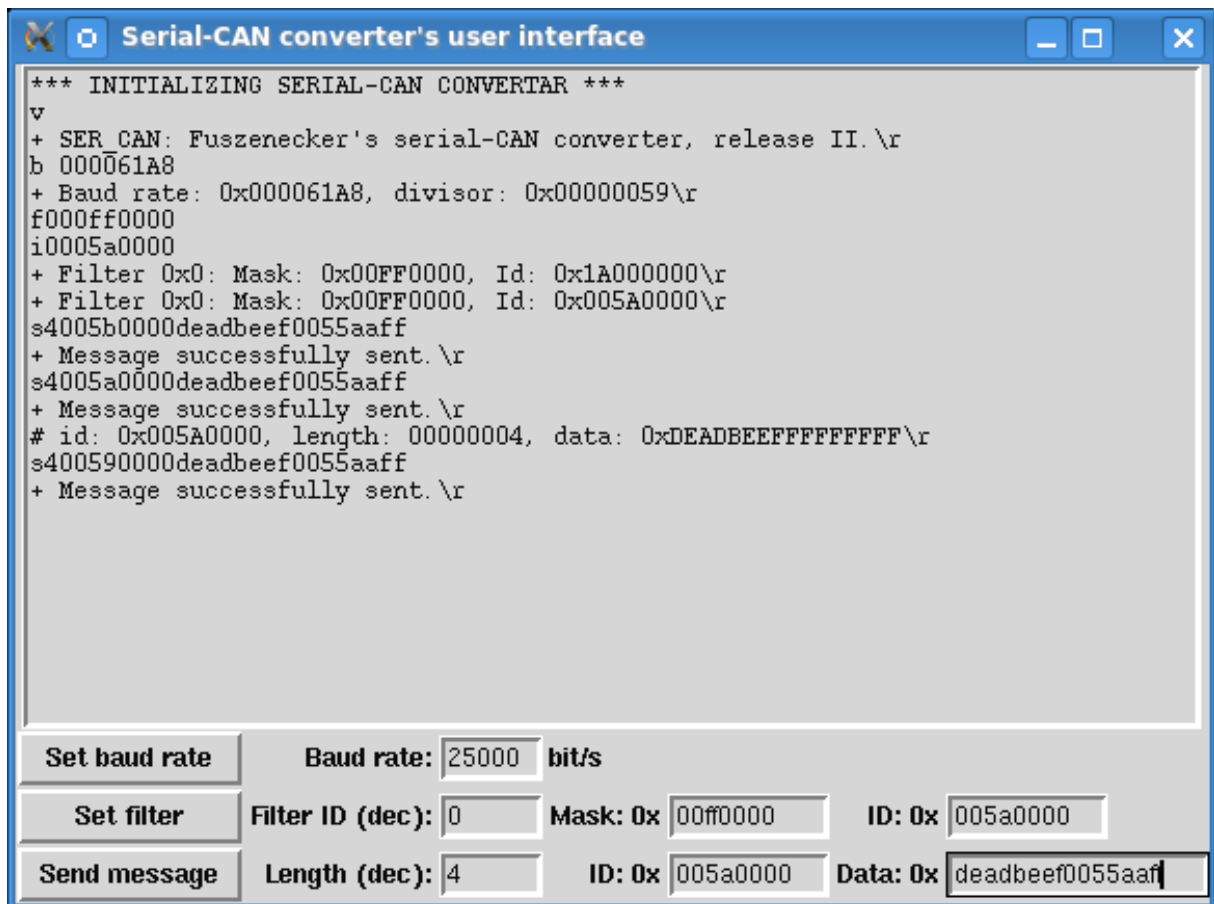 Serial-CAN converter's user interface
*** INITIALIZING SERIAL-CAN CONVERTAR ***
v
+ SER_CAN: Fuszenecker's serial-CAN converter, release II.\r
b 000061A8
+ Baud rate: 0x000061A8, divisor: 0x00000059\r
f000ff0000
i0005a0000
+ Filter 0x0: Mask: 0x00FF0000, Id: 0x1A000000\r
+ Filter 0x0: Mask: 0x00FF0000, Id: 0x005A0000\r
s4005b0000deadbeef0055aaff
+ Message successfully sent.\r
s4005a0000deadbeef0055aaff
+ Message successfully sent.\r
# id: 0x005A0000, length: 00000004, data: 0xDEADBEEFFFFFFFFF\r
s400590000deadbeef0055aaff
+ Message successfully sent.\r
Set baud rate Baud rate: 25000 bit/s
Set filter Filter ID (dec): 0 Mask: 0x 00ff0000 ID: 0x 005a0000
Send message Length (dec): 4 ID: 0x 005a0000 Data: 0x deadbeef0055aaff